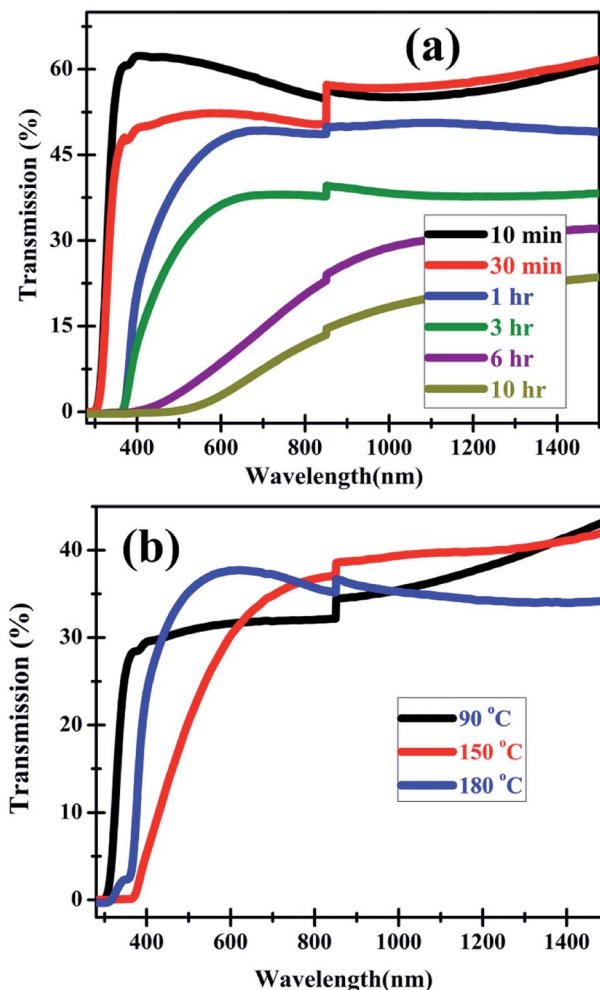 (a)
60
45
30
15
0
Transmission (%)
10 min
30 min
1 hr
3 hr
6 hr
10 hr
400 600 800 1000 1200 1400
Wavelength(nm)
(b)
40
30
20
10
0
Transmission (%)
90 °C
150 °C
180 °C
400 600 800 1000 1200 1400
Wavelength(nm)